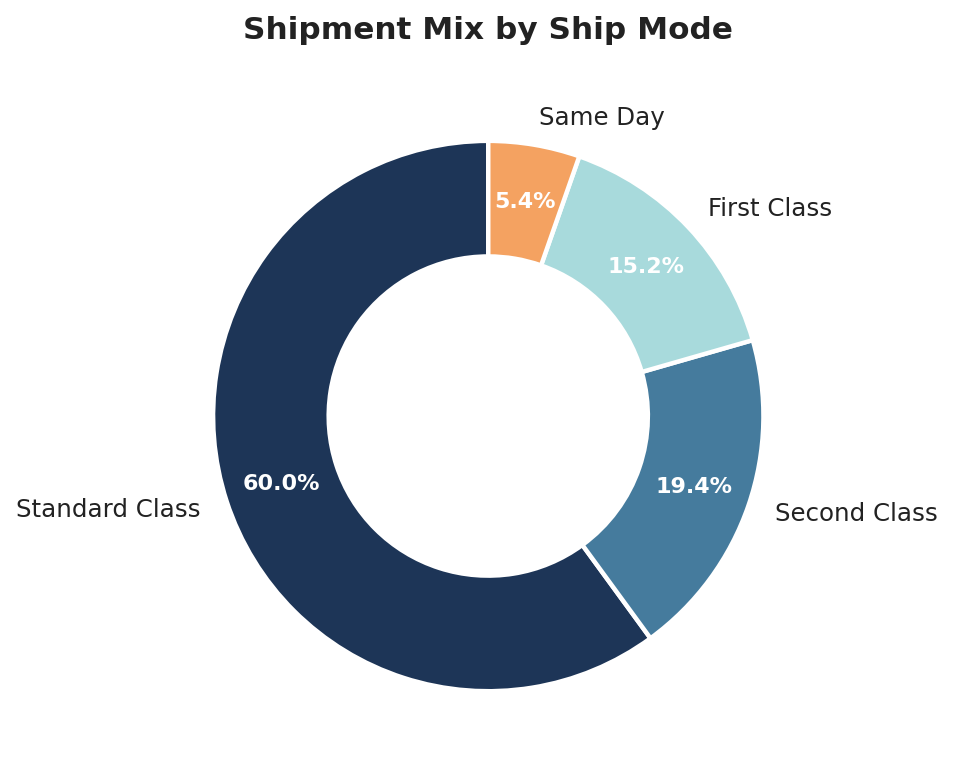 Shipment Mix by Ship Mode
Same Day
5.4%
First Class
15.2%
60.0%
Standard Class
19.4%
Second Class